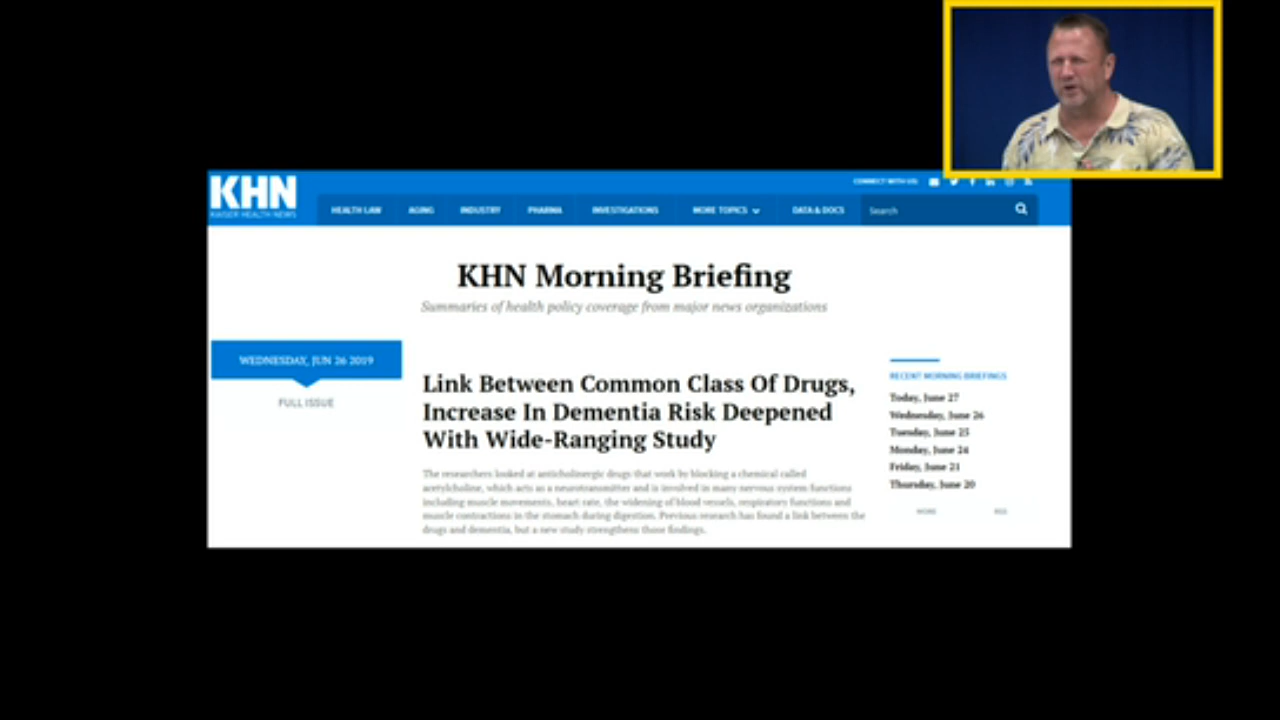 KHN
KAISER HEALTH NEWS
CONNECT WITH US:
HEALTH LAW
AGING
INDUSTRY
PHARMA
INVESTIGATIONS
MORE TOPICS
DATA & DOCS
Search
KHN Morning Briefing
Summaries of health policy coverage from major news organizations
WEDNESDAY, JUN 26 2019
FULL ISSUE
Link Between Common Class Of Drugs,
Increase In Dementia Risk Deepened
With Wide-Ranging Study
The researchers looked at anticholinergic drugs that work by blocking a chemical called
acetylcholine, which acts as a neurotransmitter and is involved in many nervous system functions
including muscle movements, heart rate, the widening of blood vessels, respiratory functions and
muscle contractions in the stomach during digestion. Previous research has found a link between the
drugs and dementia, but a new study strengthens those findings.
RECENT MORNING BRIEFINGS
Today, June 27
Wednesday, June 26
Tuesday, June 25
Monday, June 24
Friday, June 21
Thursday, June 20
MORE
RSS